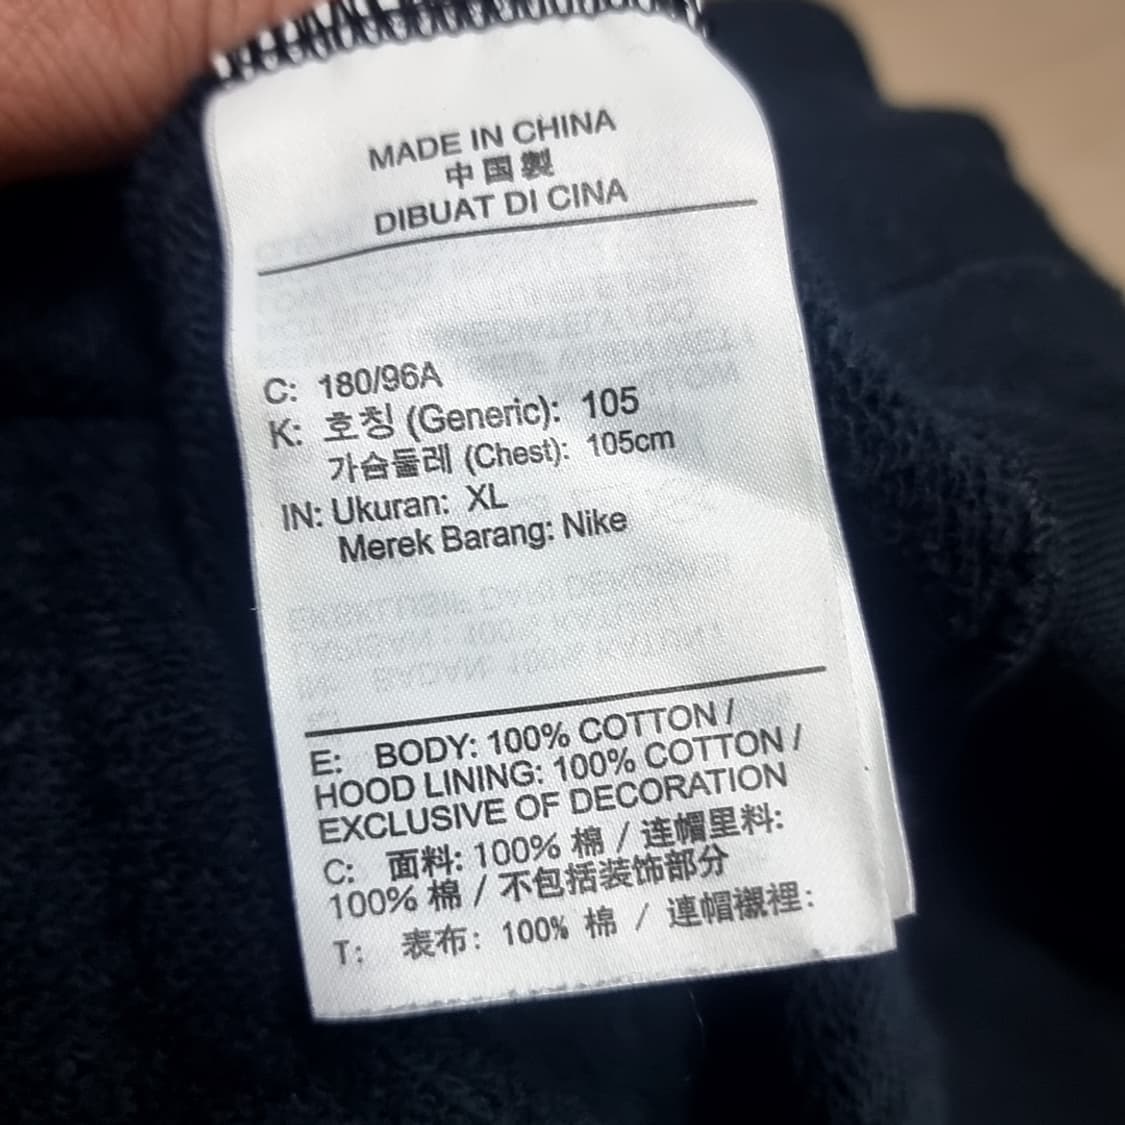 MADE IN CHINA
中国製
DIBUAT DI CINA
C: 180/96A
K: 호칭 (Generic): 105
가슴둘레 (Chest): 105cm
IN: Ukuran: XL
Merek Barang: Nike
E: BODY: 100% COTTON /
HOOD LINING: 100% COTTON /
EXCLUSIVE OF DECORATION
C: 面料: 100% 棉 / 连帽里料:
100% 棉 / 不包括装饰部分
T: 表布: 100% 棉 / 連帽襯裡: